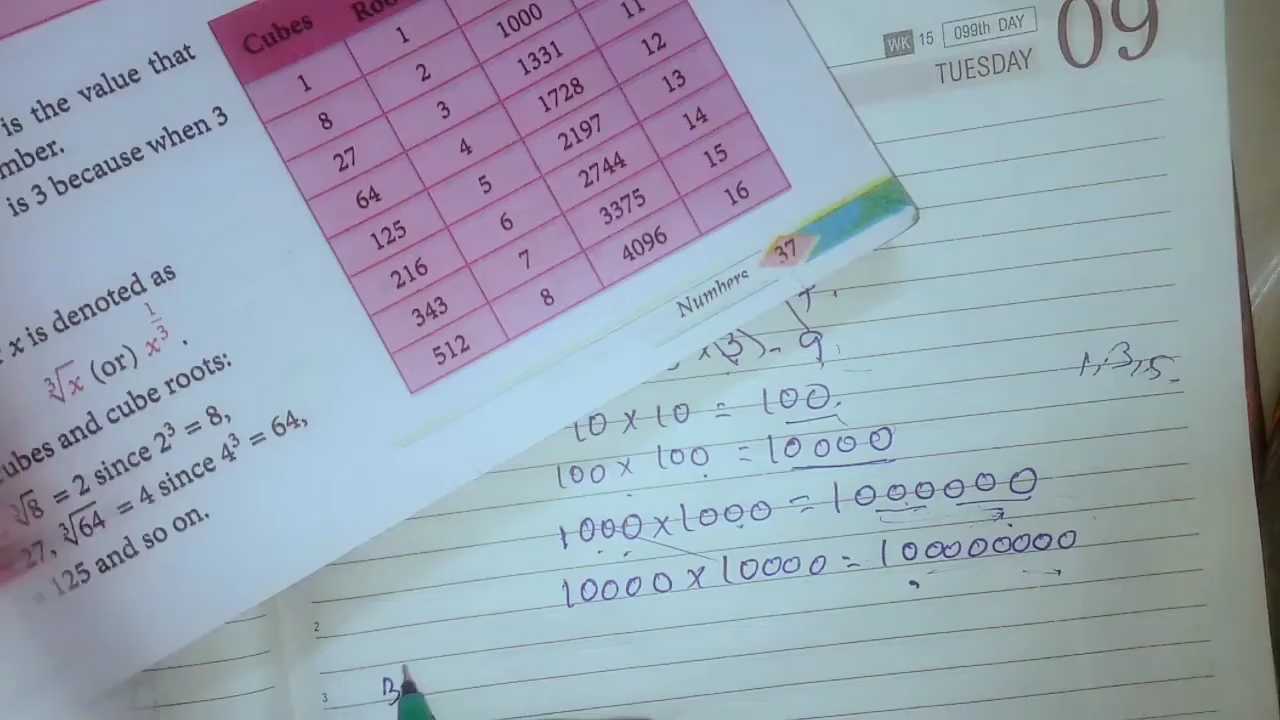 is the value that
mber.
is 3 because when 3
x is denoted as
∛x (or) x^(1/3).
ubes and cube roots:
∛8 = 2 since 2³ = 8,
27, ∛64 = 4 since 4³ = 64,
125 and so on.
Cubes
1 1 1000 11
8 2 1331 12
27 3 1728 13
64 4 2197 14
125 5 2744 15
216 6 3375 16
343 7 4096
512 8
Numbers 37
WK 15 099th DAY
TUESDAY 09
×(3) - 9
1, 3, 5
10 × 10 = 100.
100 × 100 = 10000
1000 × 1000 = 1000000
10000 × 10000 = 100000000
2
3